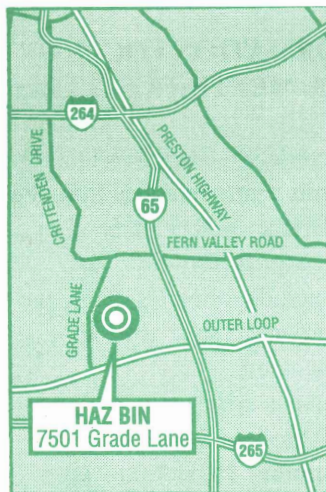 264
CRITTENDEN DRIVE
PRESTON HIGHWAY
65
FERN VALLEY ROAD
GRADE LANE
OUTER LOOP
HAZ BIN
7501 Grade Lane
265